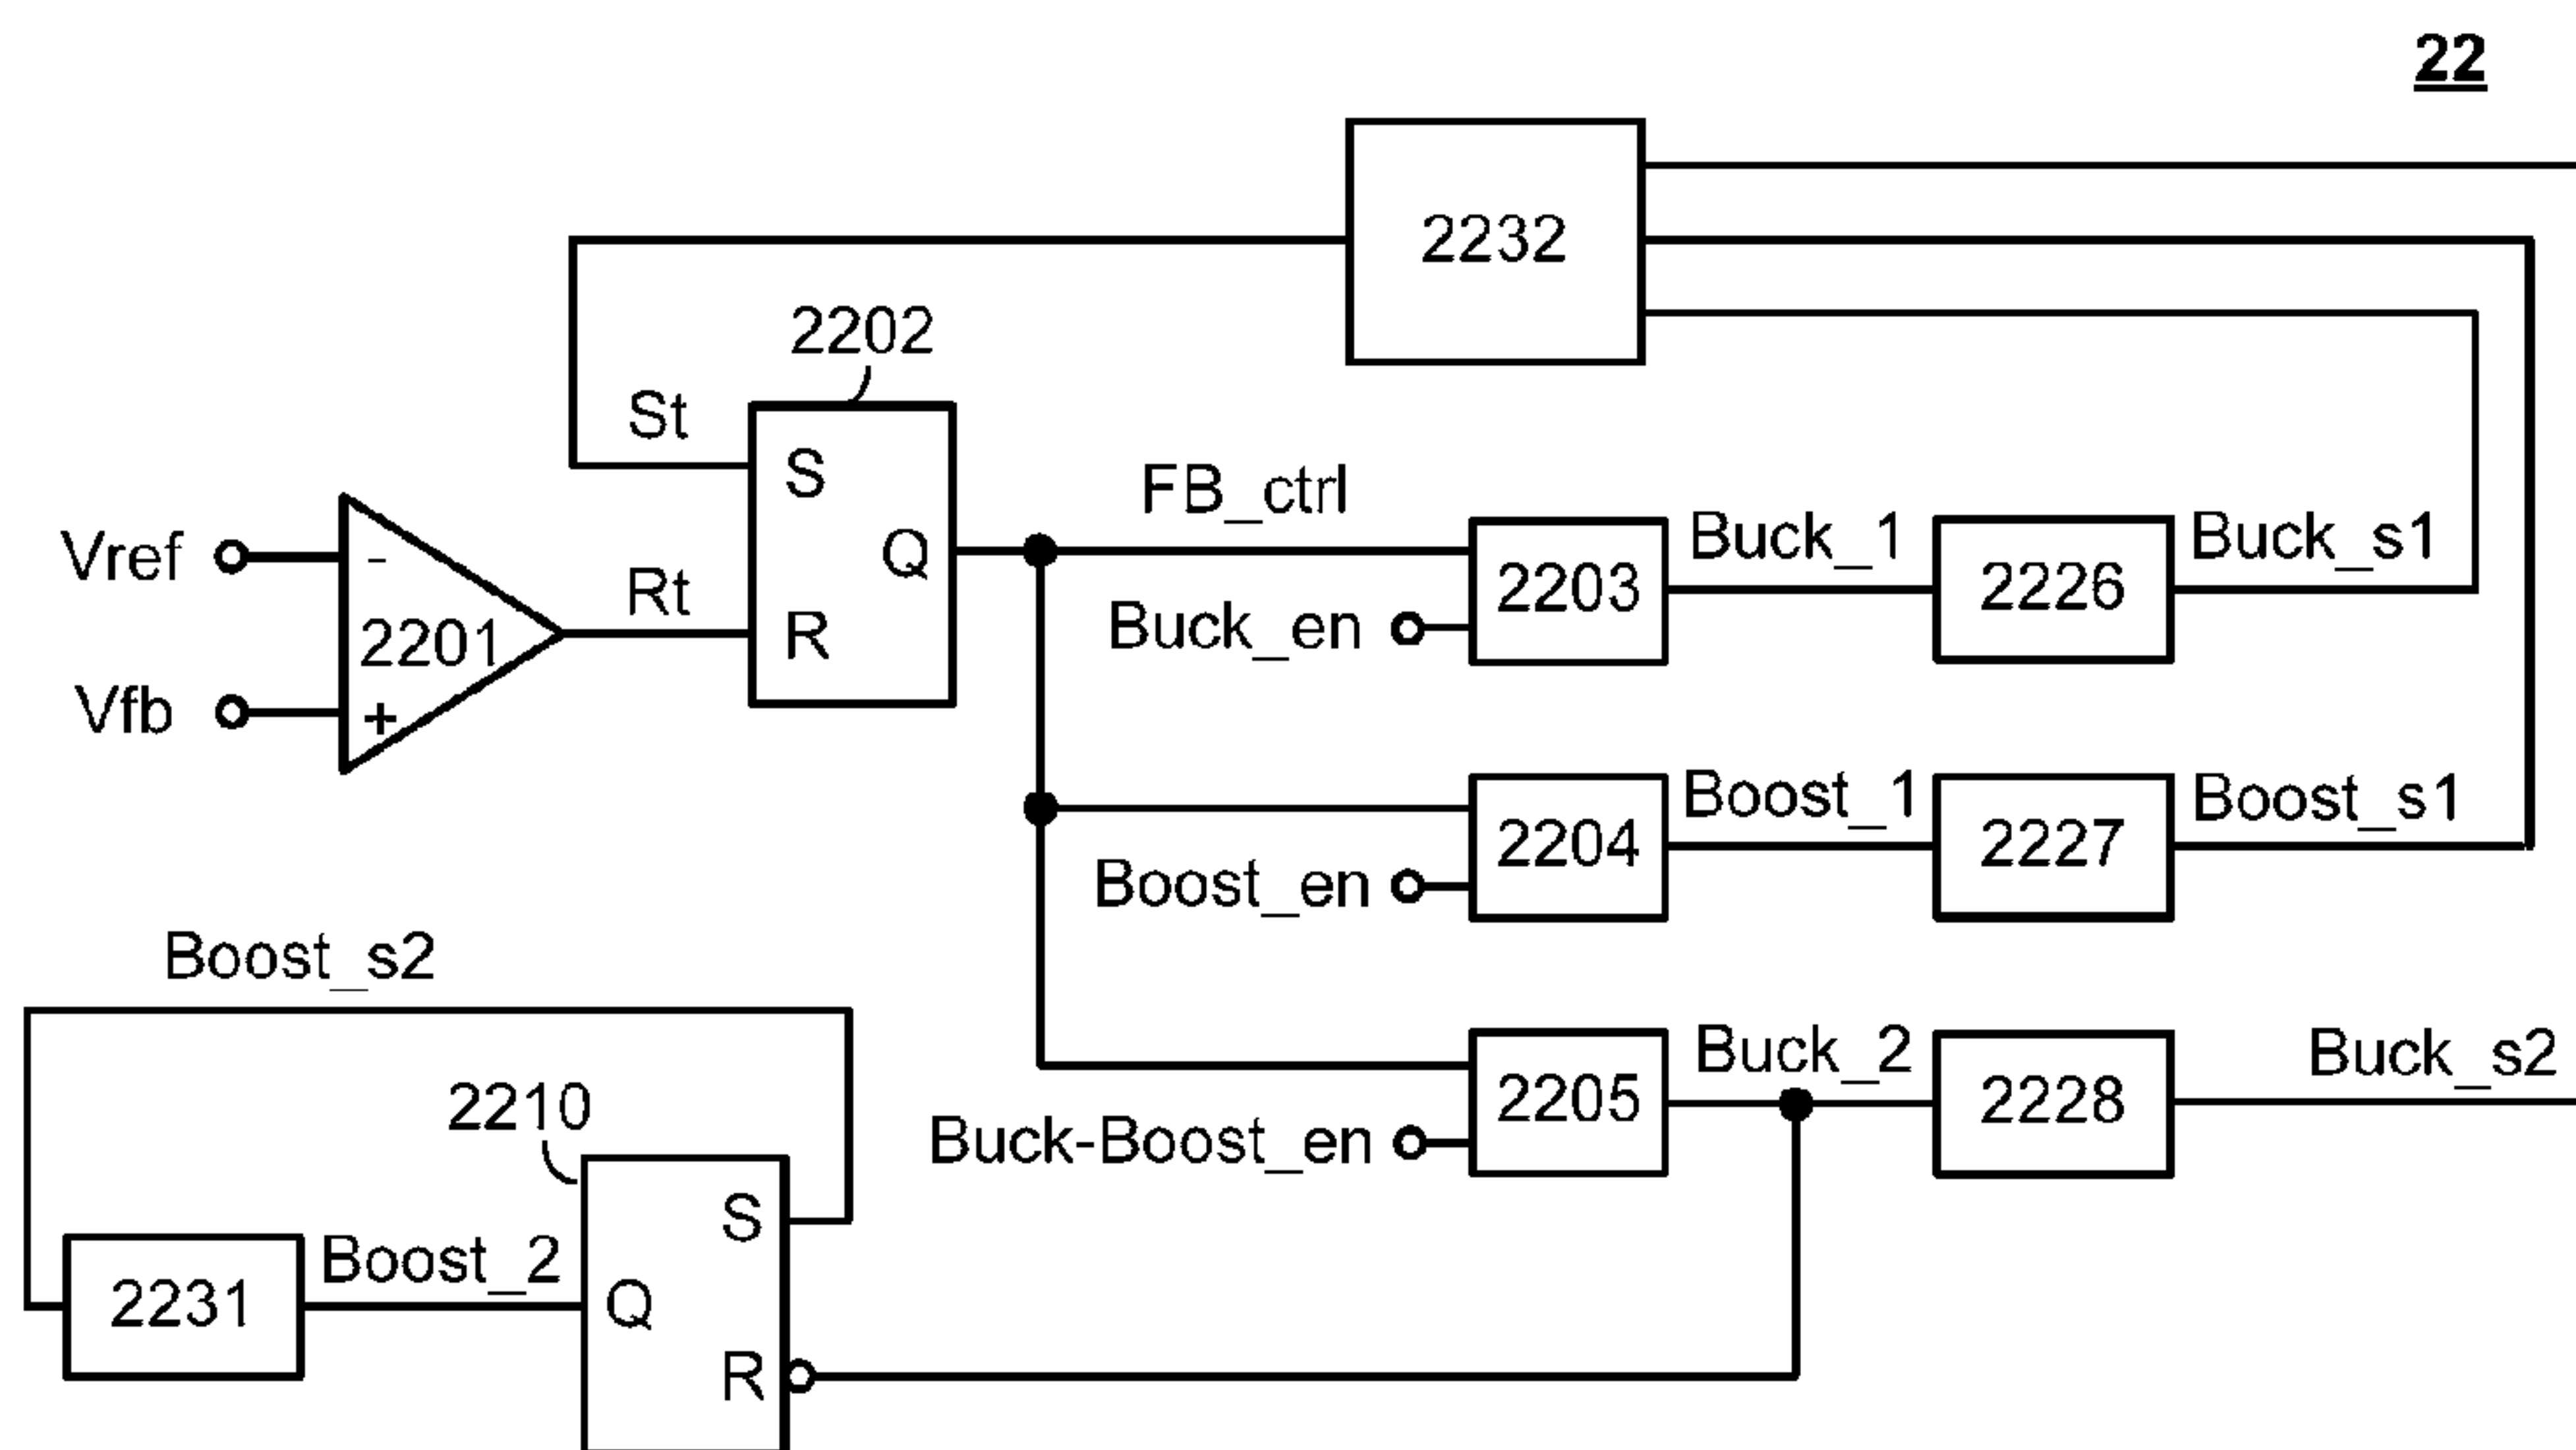 22
2232
2202
St
S
Vref
-
2201
Rt
Q
R
Vfb
+
FB_ctrl
Buck_en
2203
Buck_1
2226
Buck_s1
Boost_en
2204
Boost_1
2227
Boost_s1
Boost_s2
2210
Buck-Boost_en
2205
Buck_2
2228
Buck_s2
S
2231
Boost_2
Q
R